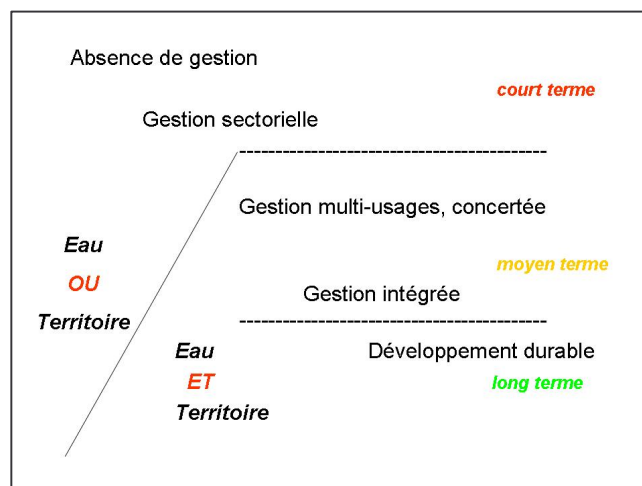 Absence de gestion
court terme
Gestion sectorielle
Gestion multi-usages, concertée
Eau
OU
Territoire
moyen terme
Gestion intégrée
Eau
ET
Territoire
Développement durable
long terme